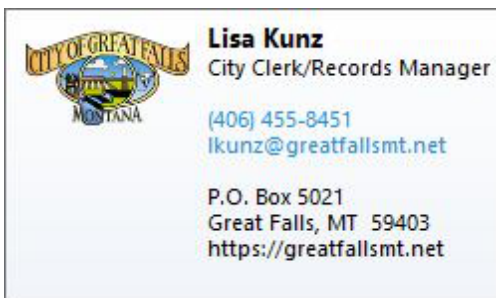 CITY OF GREAT FALLS
MONTANA
Lisa Kunz
City Clerk/Records Manager
(406) 455-8451
lkunz@greatfallsmt.net
P.O. Box 5021
Great Falls, MT  59403
https://greatfallsmt.net